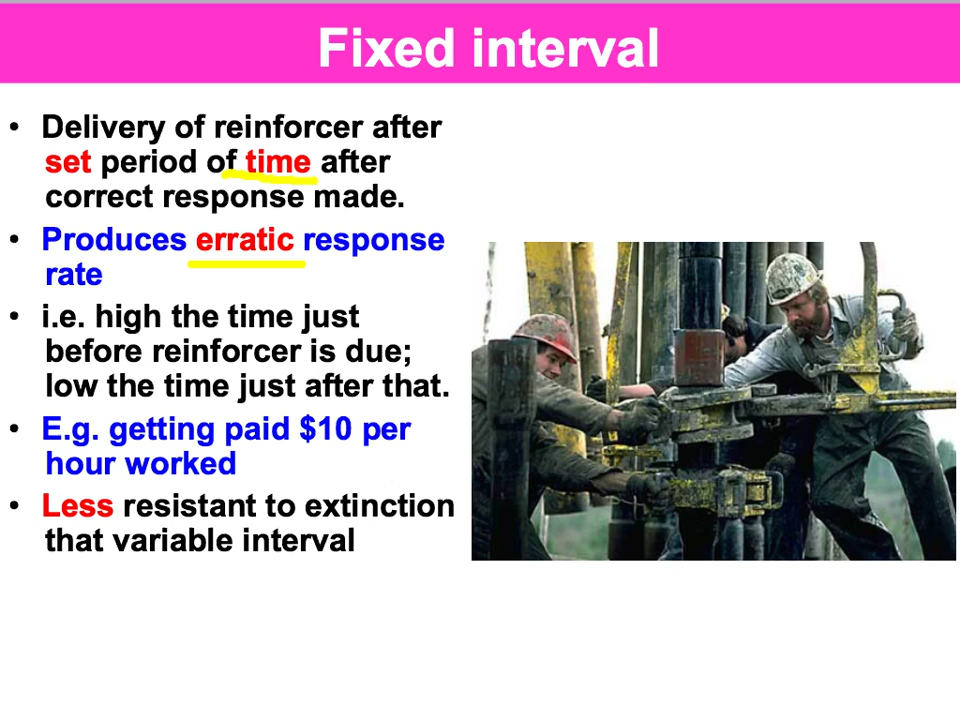 Fixed interval
• Delivery of reinforcer after
set period of time after
correct response made.
• Produces erratic response
rate
• i.e. high the time just
before reinforcer is due;
low the time just after that.
• E.g. getting paid $10 per
hour worked
• Less resistant to extinction
that variable interval